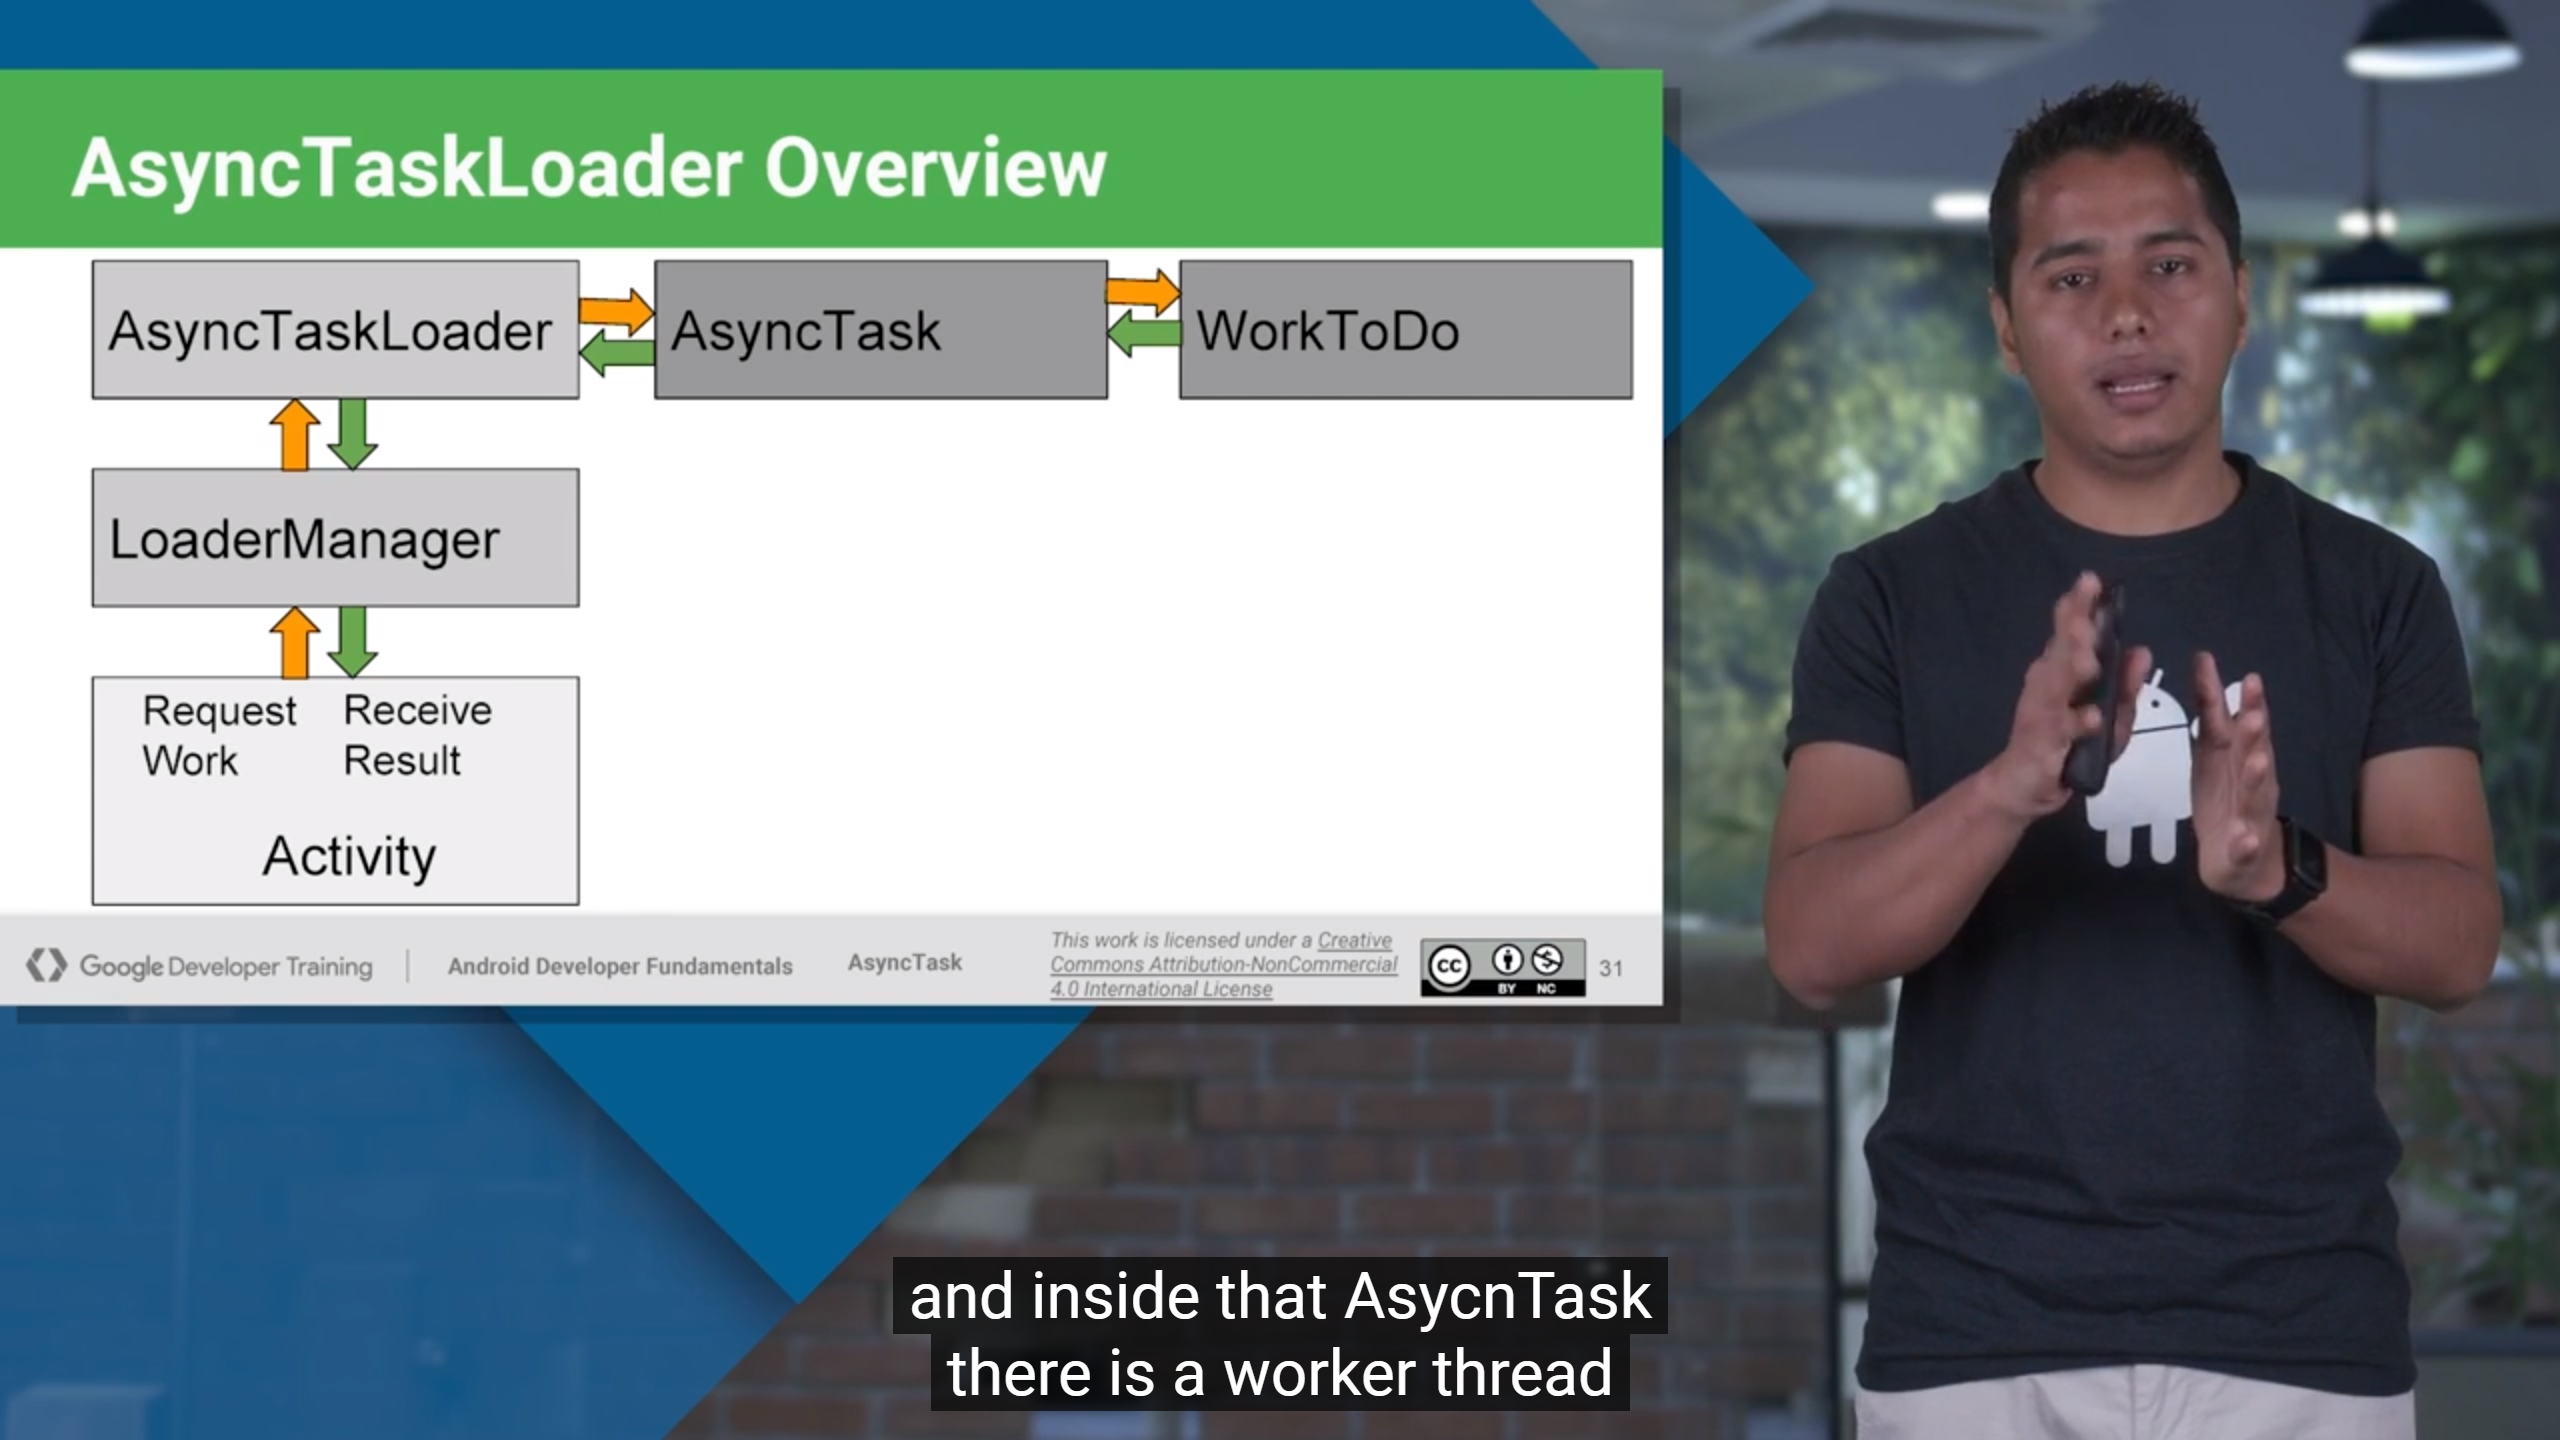 AsyncTaskLoader Overview
AsyncTaskLoader
AsyncTask
WorkToDo
LoaderManager
Request
Work
Receive
Result
Activity
Google Developer Training
Android Developer Fundamentals
AsyncTask
This work is licensed under a Creative
Commons Attribution-NonCommercial
4.0 International License
CC
BY NC
31
and inside that AsycnTask
there is a worker thread